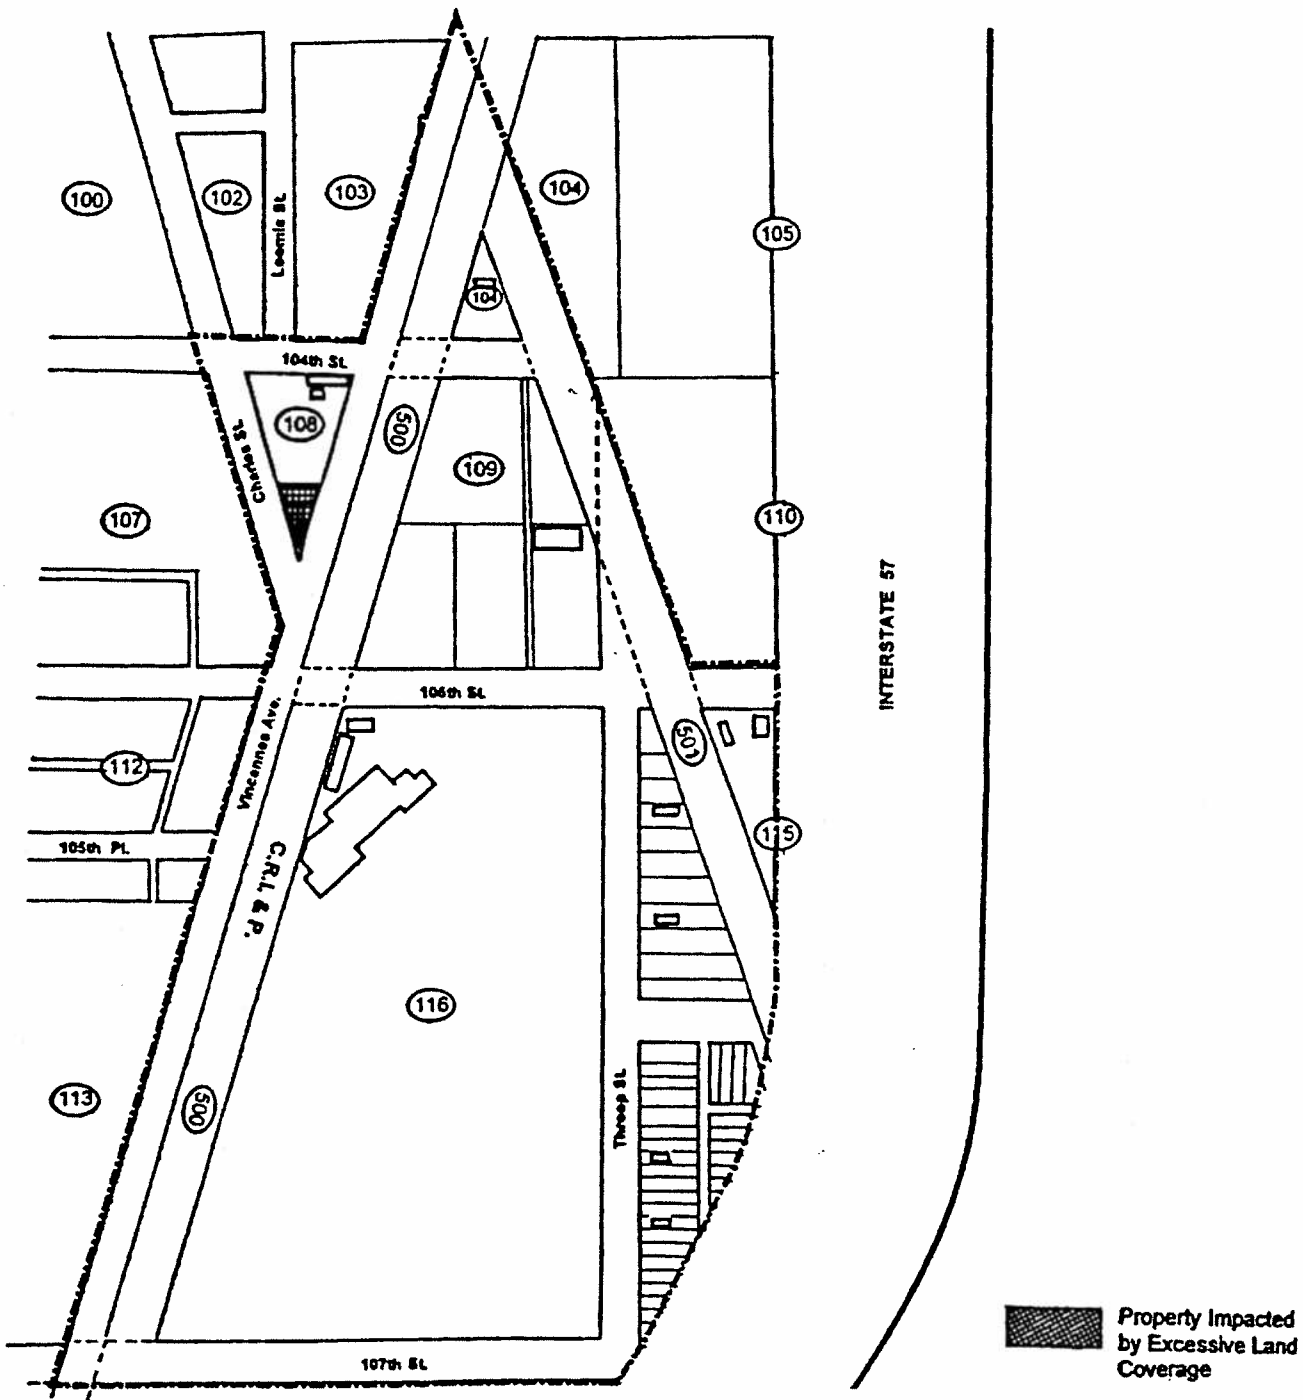 100
102
Loomis St.
103
104
105
104
104th St.
108
500
Charles St.
109
107
110
INTERSTATE 57
106th St.
Vincennes Ave.
112
501
105th Pl.
115
C.R.I. & P.
116
113
500
Throop St.
107th St.
Property Impacted
by Excessive Land
Coverage